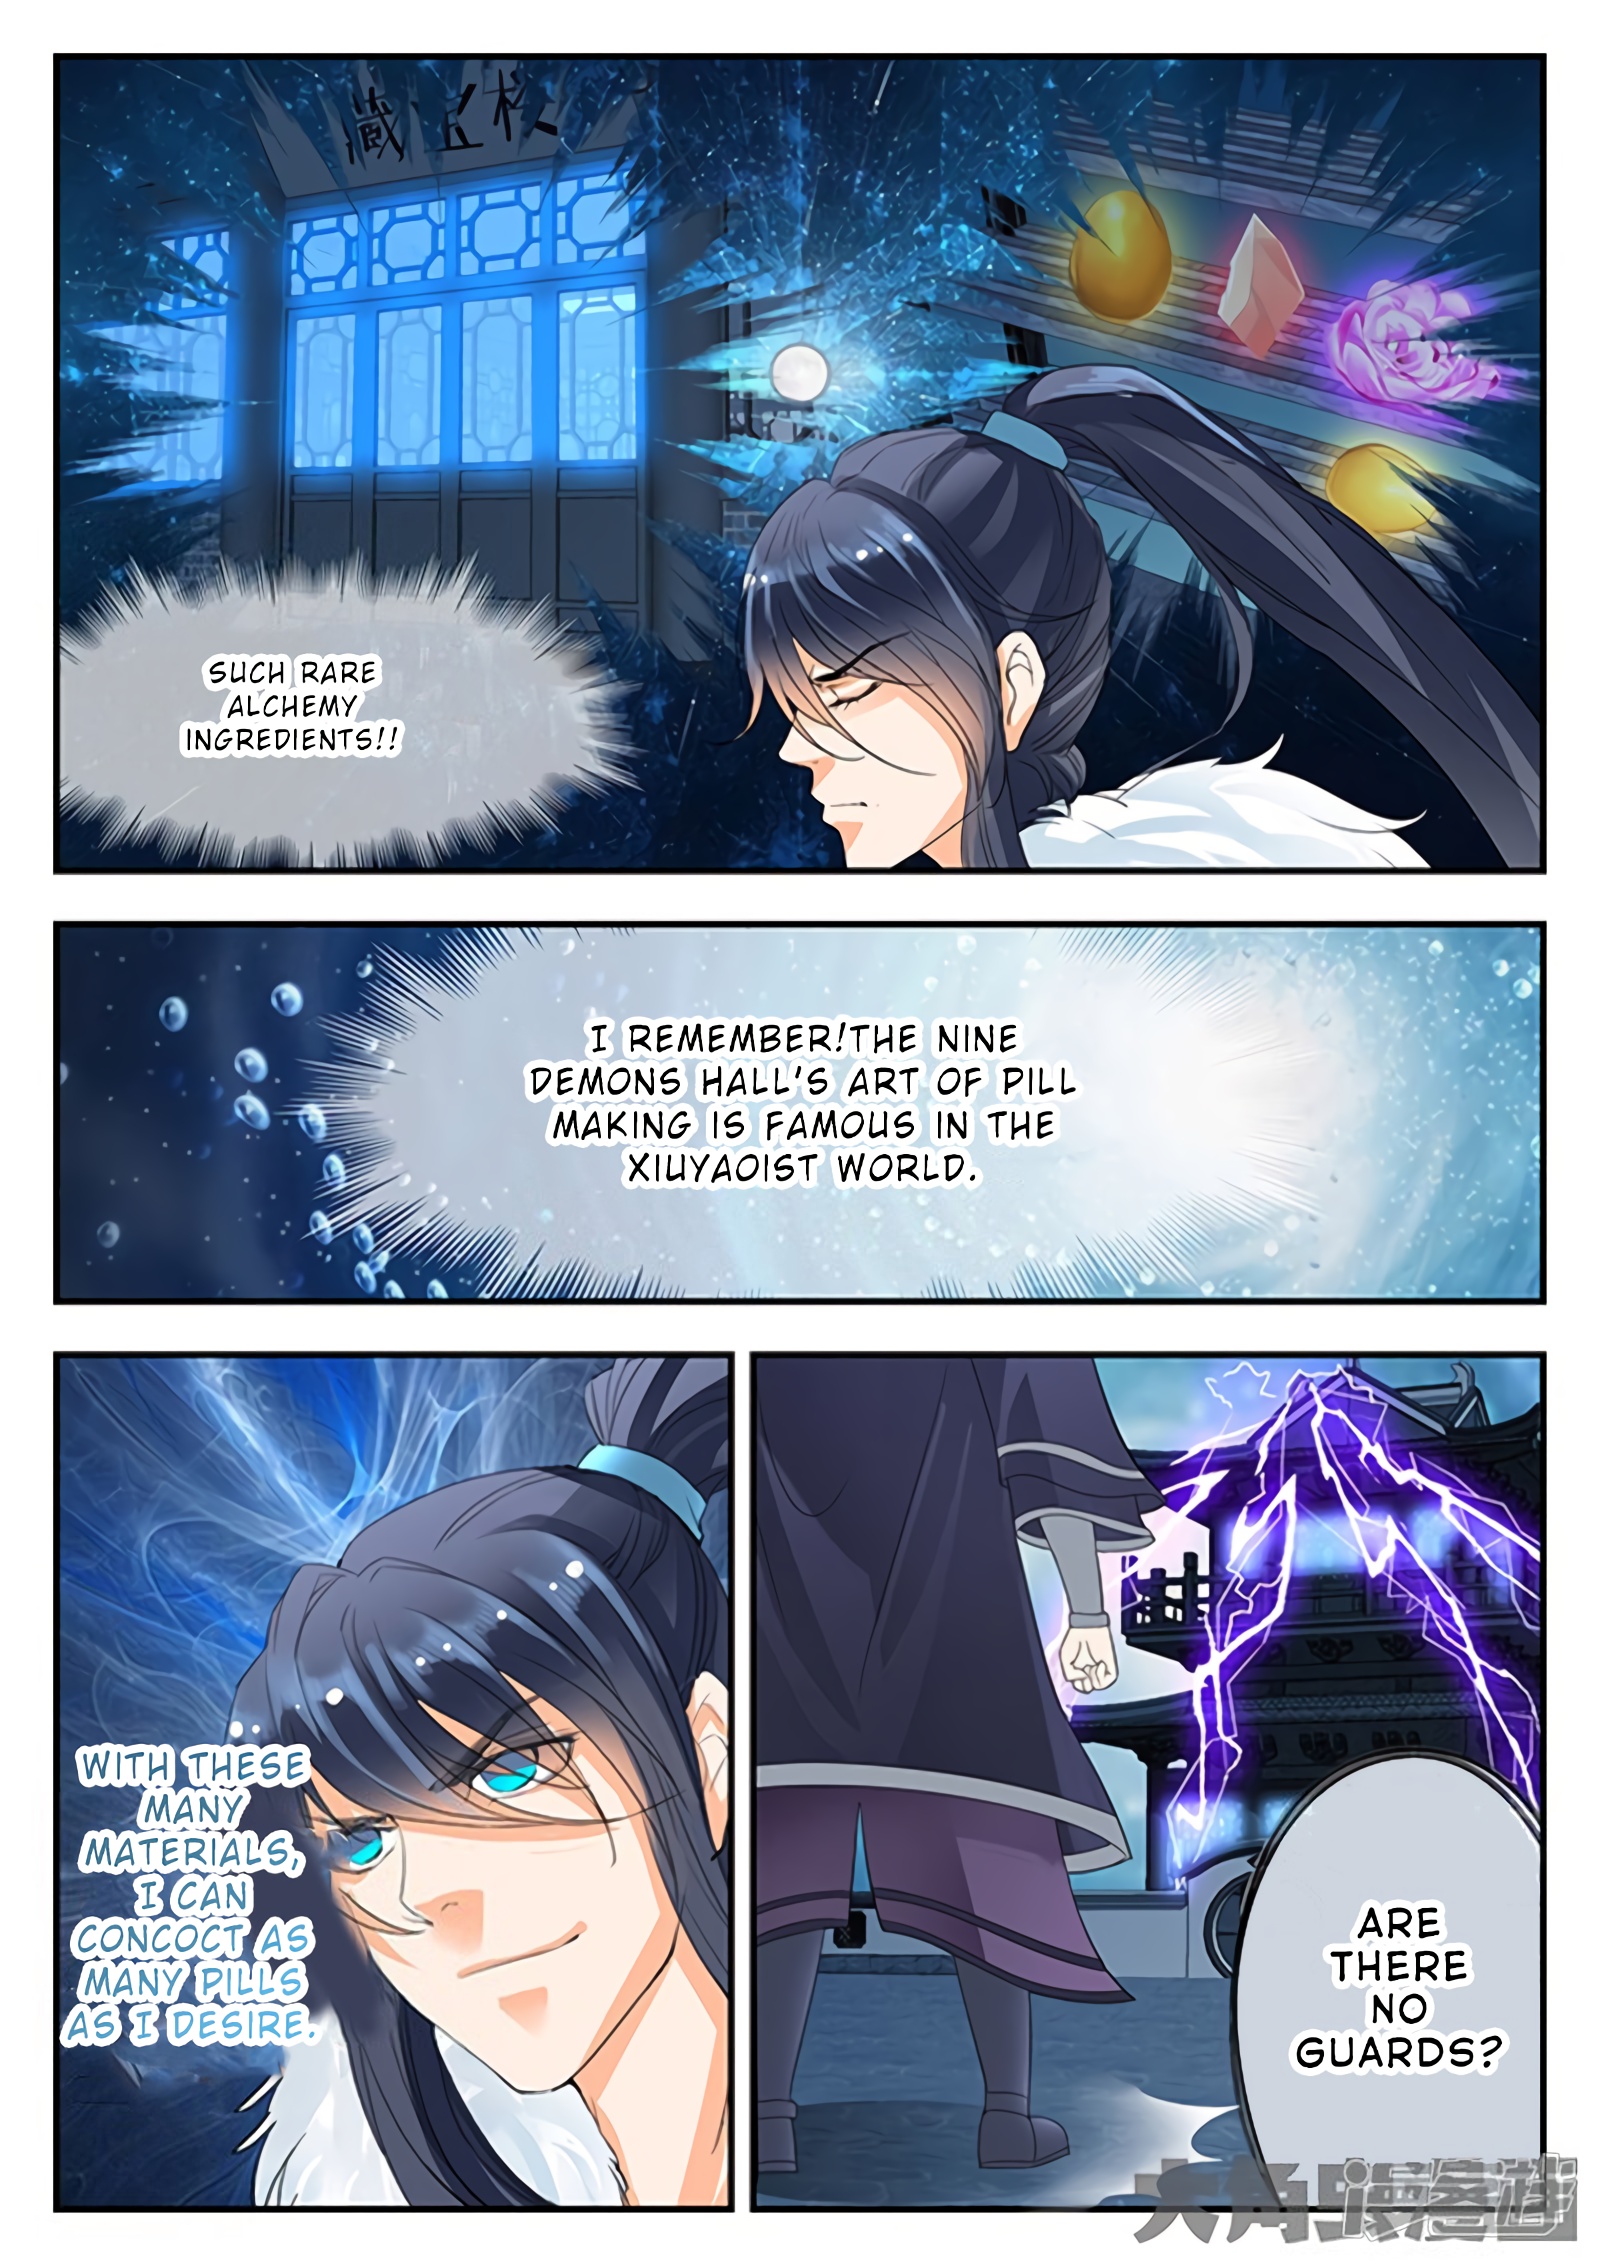 SUCH RARE
ALCHEMY
INGREDIENTS!!
I REMEMBER!THE NINE
DEMONS HALL'S ART OF PILL
MAKING IS FAMOUS IN THE
XIUYAOIST WORLD.
WITH THESE
MANY
MATERIALS,
I CAN
CONCOCT AS
MANY PILLS
AS I DESIRE.
ARE
THERE
NO
GUARDS?